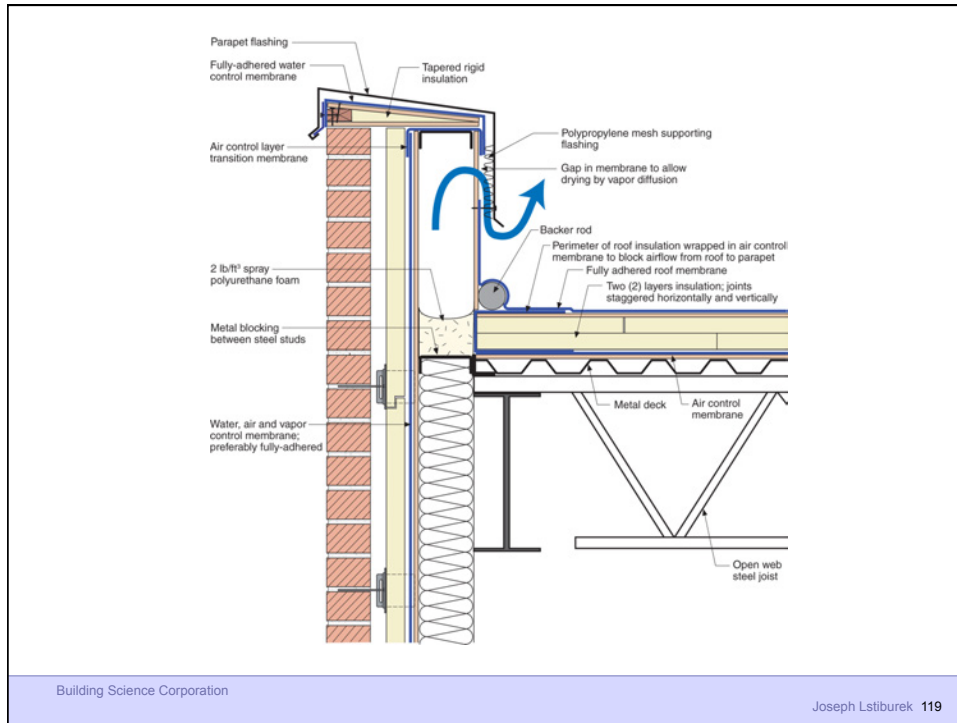 Parapet flashing
Fully-adhered water
control membrane
Tapered rigid
insulation
Air control layer
transition membrane
Polypropylene mesh supporting
flashing
Gap in membrane to allow
drying by vapor diffusion
Backer rod
Perimeter of roof insulation wrapped in air control
membrane to block airflow from roof to parapet
Fully adhered roof membrane
Two (2) layers insulation; joints
staggered horizontally and vertically
2 lb/ft³ spray
polyurethane foam
Metal blocking
between steel studs
Metal deck
Air control
membrane
Water, air and vapor
control membrane;
preferably fully-adhered
Open web
steel joist
Building Science Corporation
Joseph Lstiburek 119